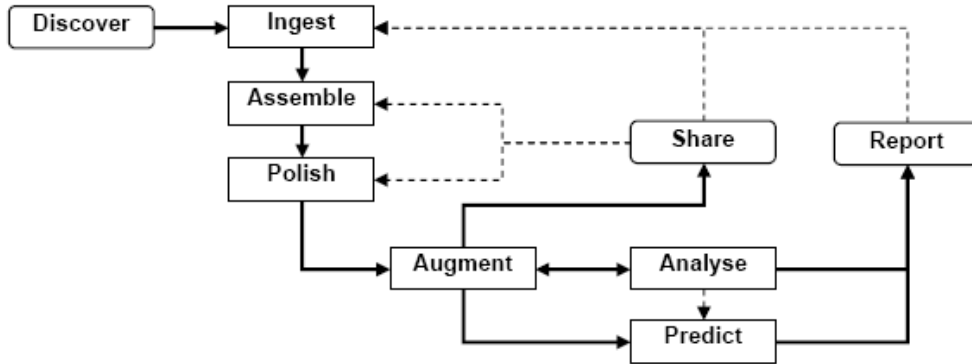 Discover
Ingest
Assemble
Share
Report
Polish
Augment
Analyse
Predict